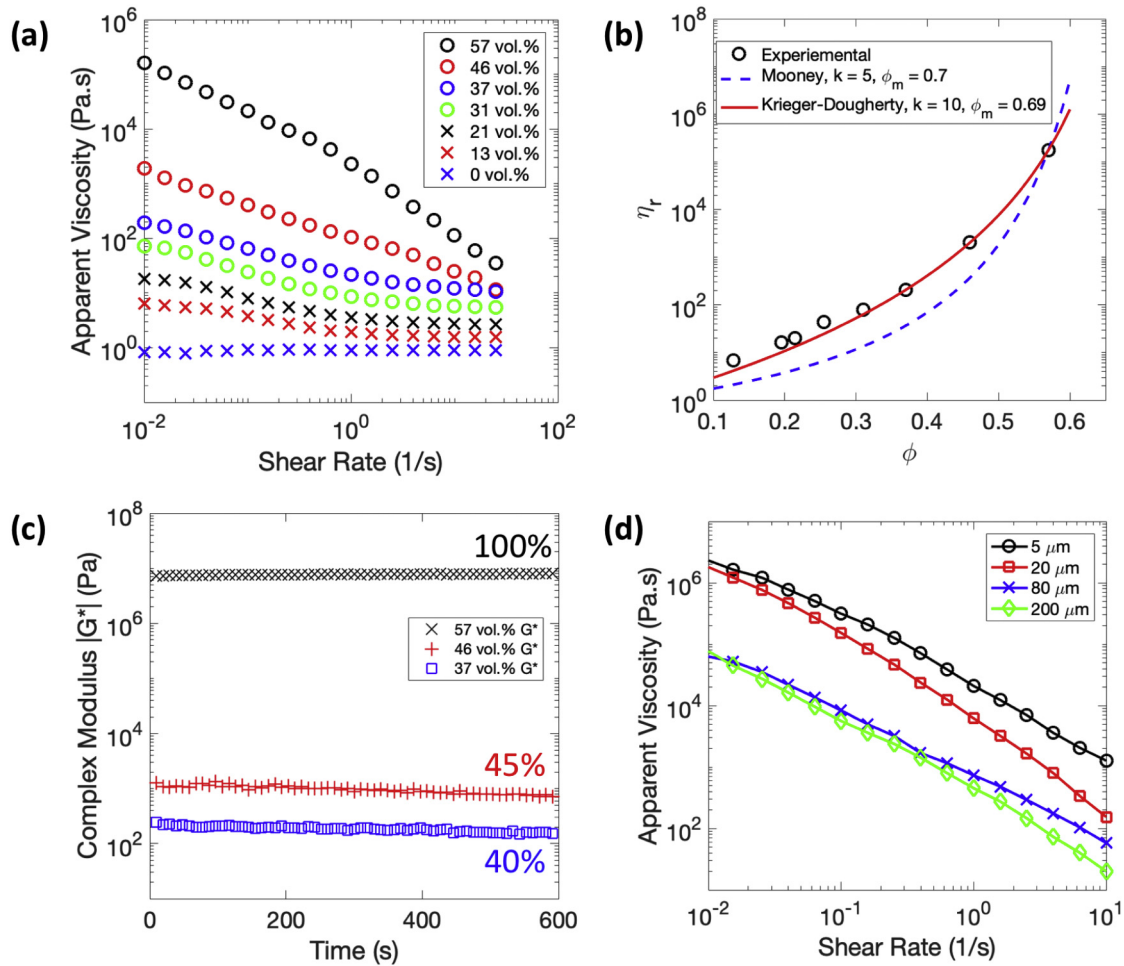 (a)
10^6
10^4
10^2
10^0
Apparent Viscosity (Pa.s)
57 vol.%
46 vol.%
37 vol.%
31 vol.%
21 vol.%
13 vol.%
0 vol.%
10^-2
10^0
10^2
Shear Rate (1/s)
(b)
10^8
10^6
10^4
10^2
10^0
η_r
Experiemental
Mooney, k = 5, ϕ_m = 0.7
Krieger-Dougherty, k = 10, ϕ_m = 0.69
0.1
0.2
0.3
0.4
0.5
0.6
ϕ
(c)
10^8
10^6
10^4
10^2
Complex Modulus |G*| (Pa)
100%
57 vol.% G*
46 vol.% G*
37 vol.% G*
45%
40%
0
200
400
600
Time (s)
(d)
10^6
10^4
10^2
Apparent Viscosity (Pa.s)
5 μm
20 μm
80 μm
200 μm
10^-2
10^-1
10^0
10^1
Shear Rate (1/s)